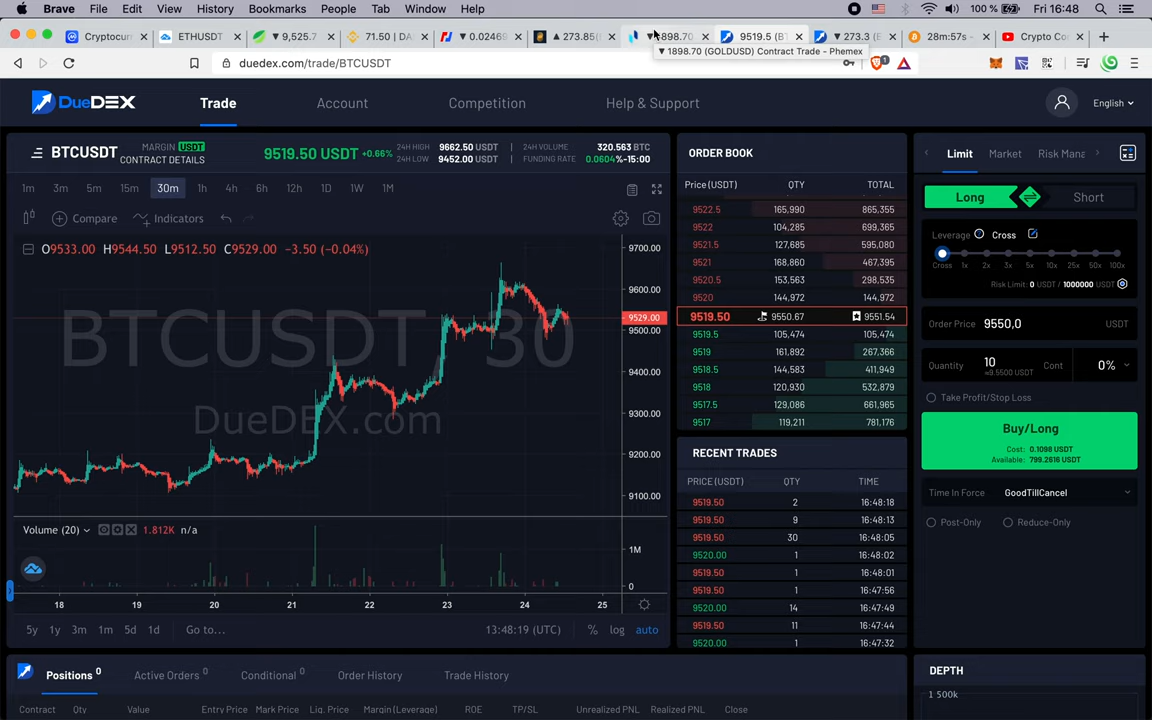 Brave File Edit View History Bookmarks People Tab Window Help 100 % Fri 16:48
Cryptocurr ETHUSDT 9,525.7 71.50 | DA 0.02469 273.85( 1898.70 9519.5 (BT 273.3 (E 28m:57s - Crypto Co
▼ 1898.70 (GOLDUSD) Contract Trade - Phemex
duedex.com/trade/BTCUSDT
DueDEX Trade Account Competition Help & Support English
BTCUSDT MARGIN USDT
CONTRACT DETAILS
9519.50 USDT +0.66%
24H HIGH 9662.50 USDT
24H LOW 9452.00 USDT
24H VOLUME 320.563 BTC
FUNDING RATE 0.0604%-15:00
1m 3m 5m 15m 30m 1h 4h 6h 12h 1D 1W 1M
Compare Indicators
O9533.00 H9544.50 L9512.50 C9529.00 −3.50 (−0.04%)
BTCUSDT, 30
DueDEX.com
9700.00
9600.00
9529.00
9500.00
9400.00
9300.00
9200.00
9100.00
Volume (20) 1.812K n/a
1M
0
18 19 20 21 22 23 24 25
5y 1y 3m 1m 5d 1d Go to... 13:48:19 (UTC) % log auto
ORDER BOOK
Price(USDT) QTY TOTAL
9522.5 165,990 865,355
9522 104,285 699,365
9521.5 127,685 595,080
9521 168,860 467,395
9520.5 153,563 298,535
9520 144,972 144,972
9519.50 9550.67 9551.54
9519.5 105,474 105,474
9519 161,892 267,366
9518.5 144,583 411,949
9518 120,930 532,879
9517.5 129,086 661,965
9517 119,211 781,176
RECENT TRADES
PRICE (USDT) QTY TIME
9519.50 2 16:48:18
9519.50 9 16:48:13
9519.50 30 16:48:05
9520.00 1 16:48:02
9519.50 1 16:48:01
9519.50 1 16:47:56
9520.00 14 16:47:49
9519.50 11 16:47:44
9520.00 1 16:47:32
Limit Market Risk Mana
Long Short
Leverage Cross
Cross 1x 2x 3x 5x 10x 25x 50x 100x
Risk Limit: 0 USDT / 1000000 USDT
Order Price 9550,0 USDT
Quantity 10 Cont 0%
≈9.5500 USDT
Take Profit/Stop Loss
Buy/Long
Cost: 0.1098 USDT
Available: 799.2616 USDT
Time In Force GoodTillCancel
Post-Only Reduce-Only
Positions 0 Active Orders 0 Conditional 0 Order History Trade History
Contract Qty Value Entry Price Mark Price Liq. Price Margin (Leverage) ROE TP/SL Unrealized PNL Realized PNL Close
DEPTH
1 500k